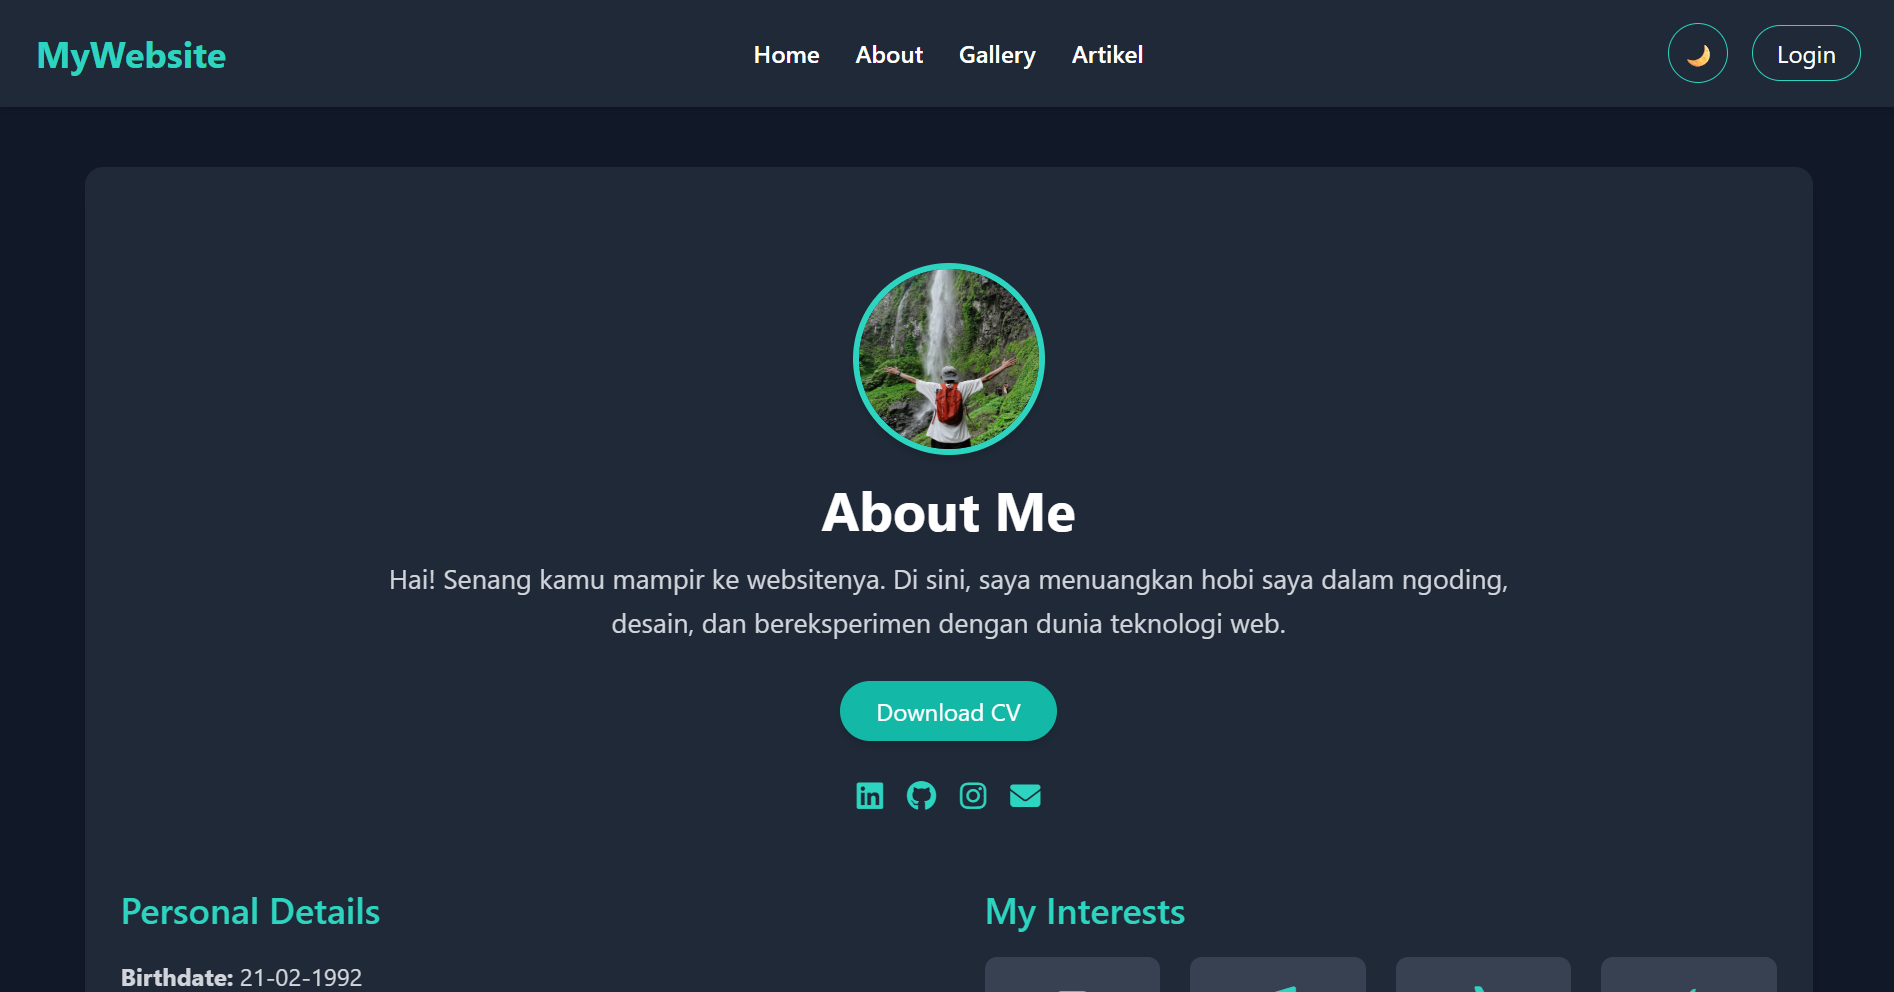 MyWebsite
Home About Gallery Artikel
Login
About Me
Hai! Senang kamu mampir ke websitenya. Di sini, saya menuangkan hobi saya dalam ngoding,
desain, dan bereksperimen dengan dunia teknologi web.
Download CV
Personal Details
Birthdate: 21-02-1992
My Interests